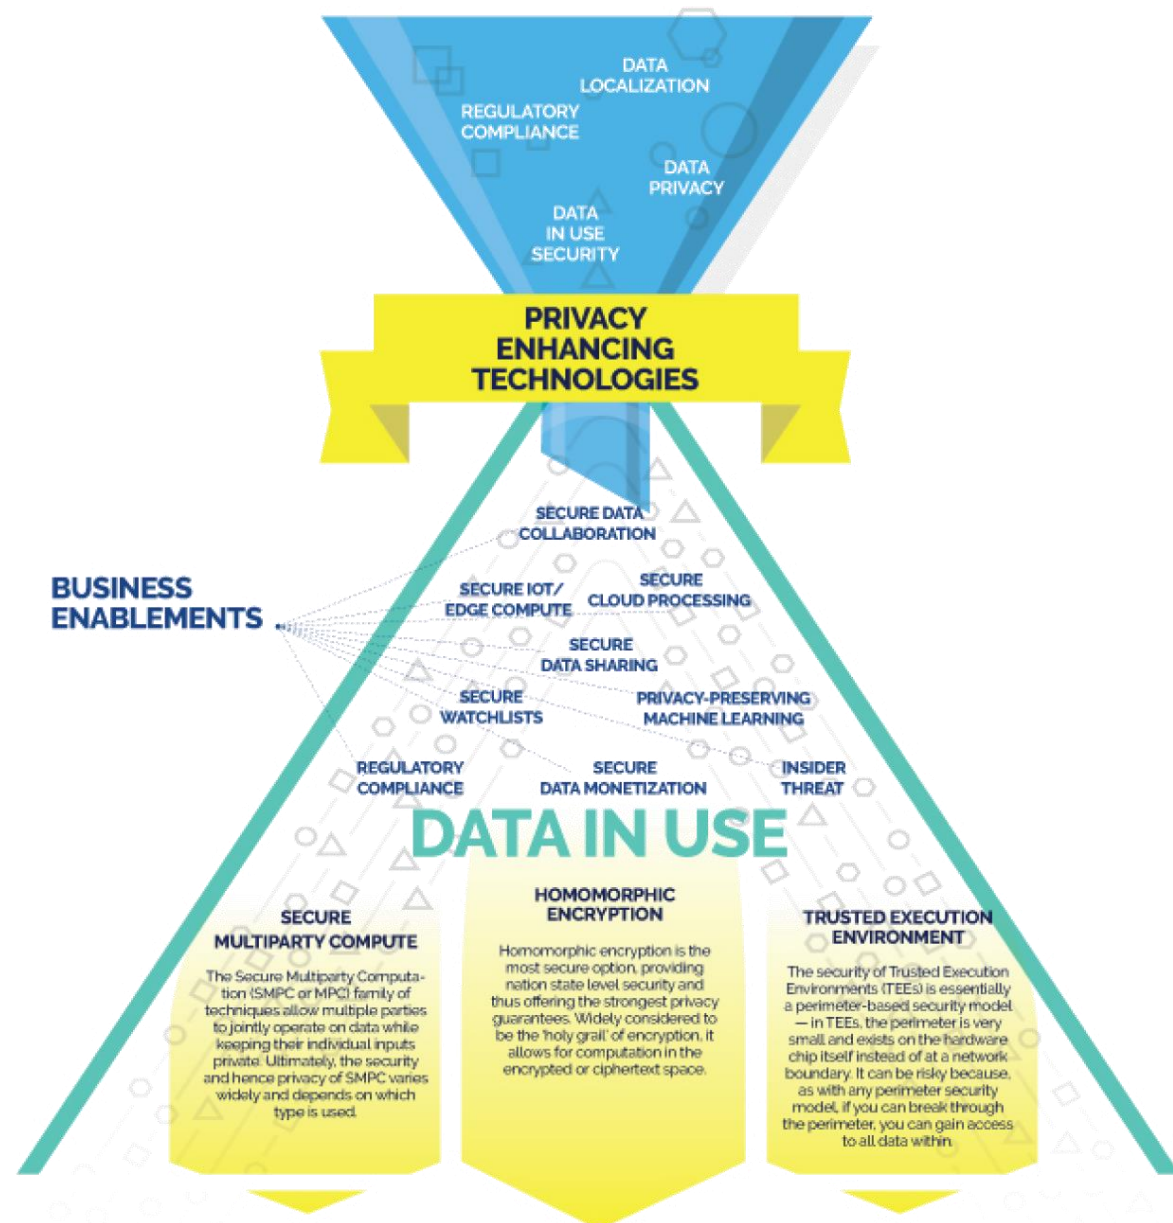 DATA
LOCALIZATION
REGULATORY
COMPLIANCE
DATA
PRIVACY
DATA
IN USE
SECURITY
PRIVACY
ENHANCING
TECHNOLOGIES
SECURE DATA
COLLABORATION
BUSINESS
ENABLEMENTS
SECURE IOT/
EDGE COMPUTE
SECURE
CLOUD PROCESSING
SECURE
DATA SHARING
SECURE
WATCHLISTS
PRIVACY-PRESERVING
MACHINE LEARNING
REGULATORY
COMPLIANCE
SECURE
DATA MONETIZATION
INSIDER
THREAT
DATA IN USE
SECURE
MULTIPARTY COMPUTE
The Secure Multiparty Computa-
tion (SMPC or MPC) family of
techniques allow multiple parties
to jointly operate on data while
keeping their individual inputs
private. Ultimately, the security
and hence privacy of SMPC varies
widely and depends on which
type is used.
HOMOMORPHIC
ENCRYPTION
Homomorphic encryption is the
most secure option, providing
nation state level security and
thus offering the strongest privacy
guarantees. Widely considered to
be the 'holy grail' of encryption, it
allows for computation in the
encrypted or ciphertext space.
TRUSTED EXECUTION
ENVIRONMENT
The security of Trusted Execution
Environments (TEEs) is essentially
a perimeter-based security model
— in TEEs, the perimeter is very
small and exists on the hardware
chip itself instead of at a network
boundary. It can be risky because,
as with any perimeter security
model, if you can break through
the perimeter, you can gain access
to all data within.